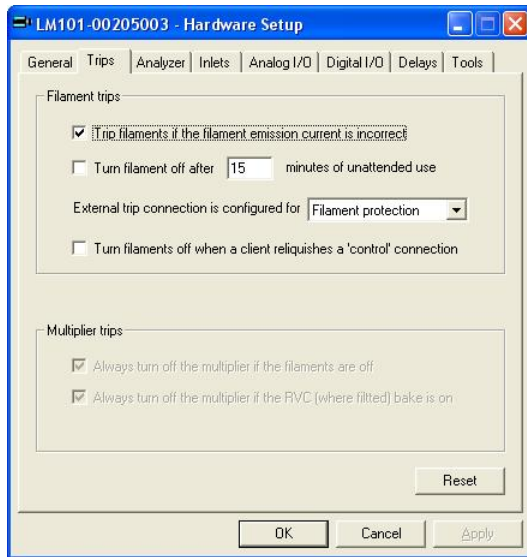 LM101-00205003 - Hardware Setup
General Trips Analyzer Inlets Analog I/O Digital I/O Delays Tools
Filament trips
Trip filaments if the filament emission current is incorrect
Turn filament off after 15 minutes of unattended use
External trip connection is configured for Filament protection
Turn filaments off when a client reliquishes a 'control' connection
Multiplier trips
Always turn off the multiplier if the filaments are off
Always turn off the multiplier if the RVC (where filtted) bake is on
Reset
OK Cancel Apply